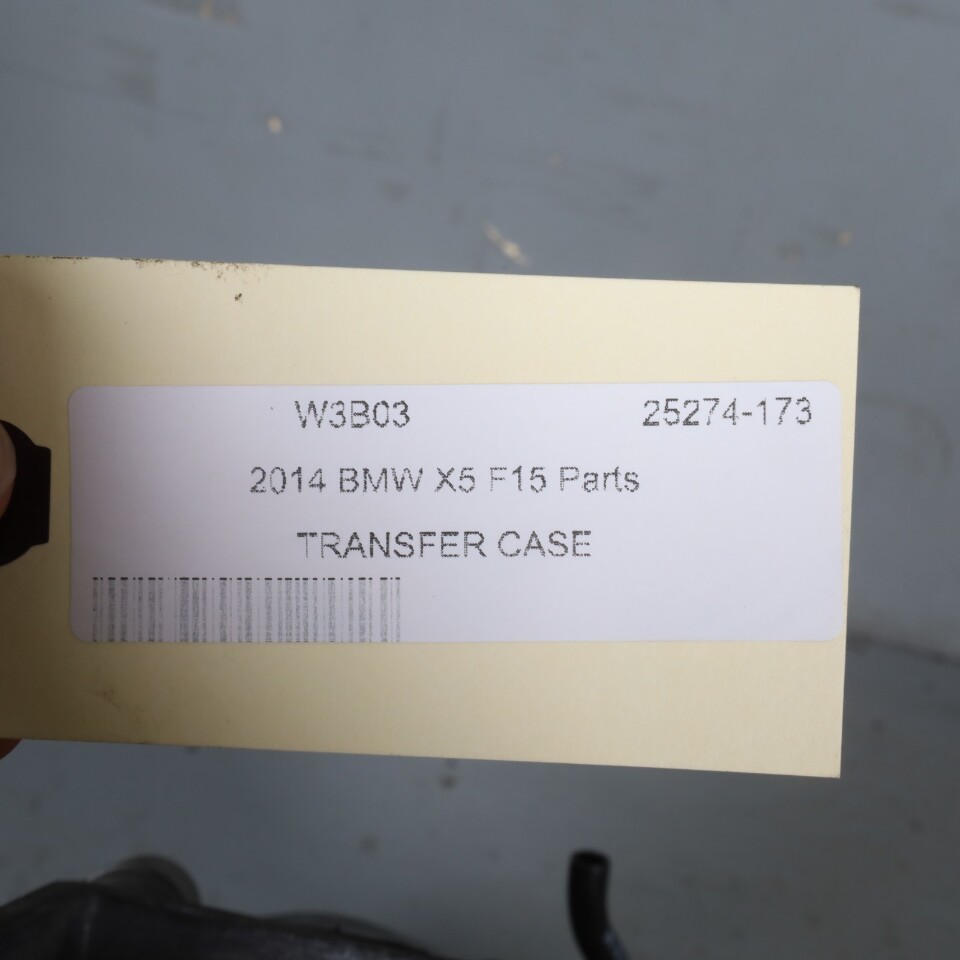 W3B03 25274-173
2014 BMW X5 F15 Parts
TRANSFER CASE